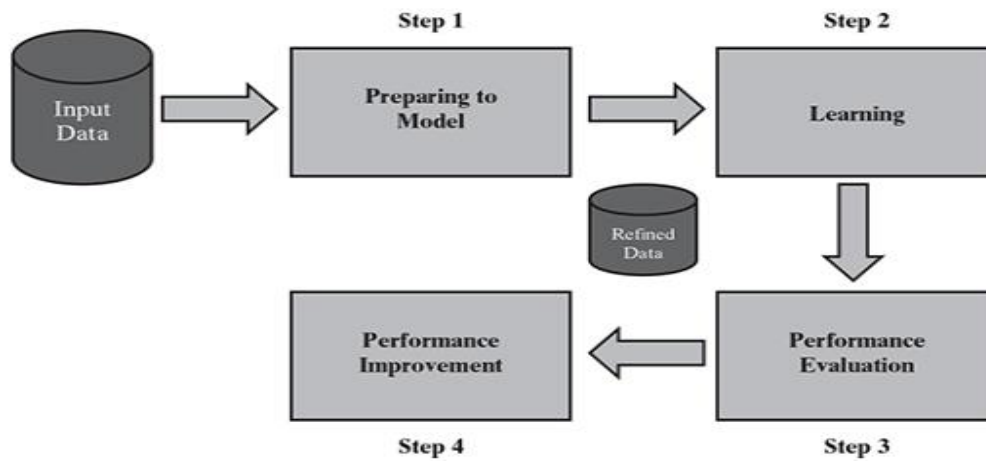 Step 1
Step 2
Input
Data
Preparing to
Model
Learning
Refined
Data
Performance
Improvement
Performance
Evaluation
Step 4
Step 3